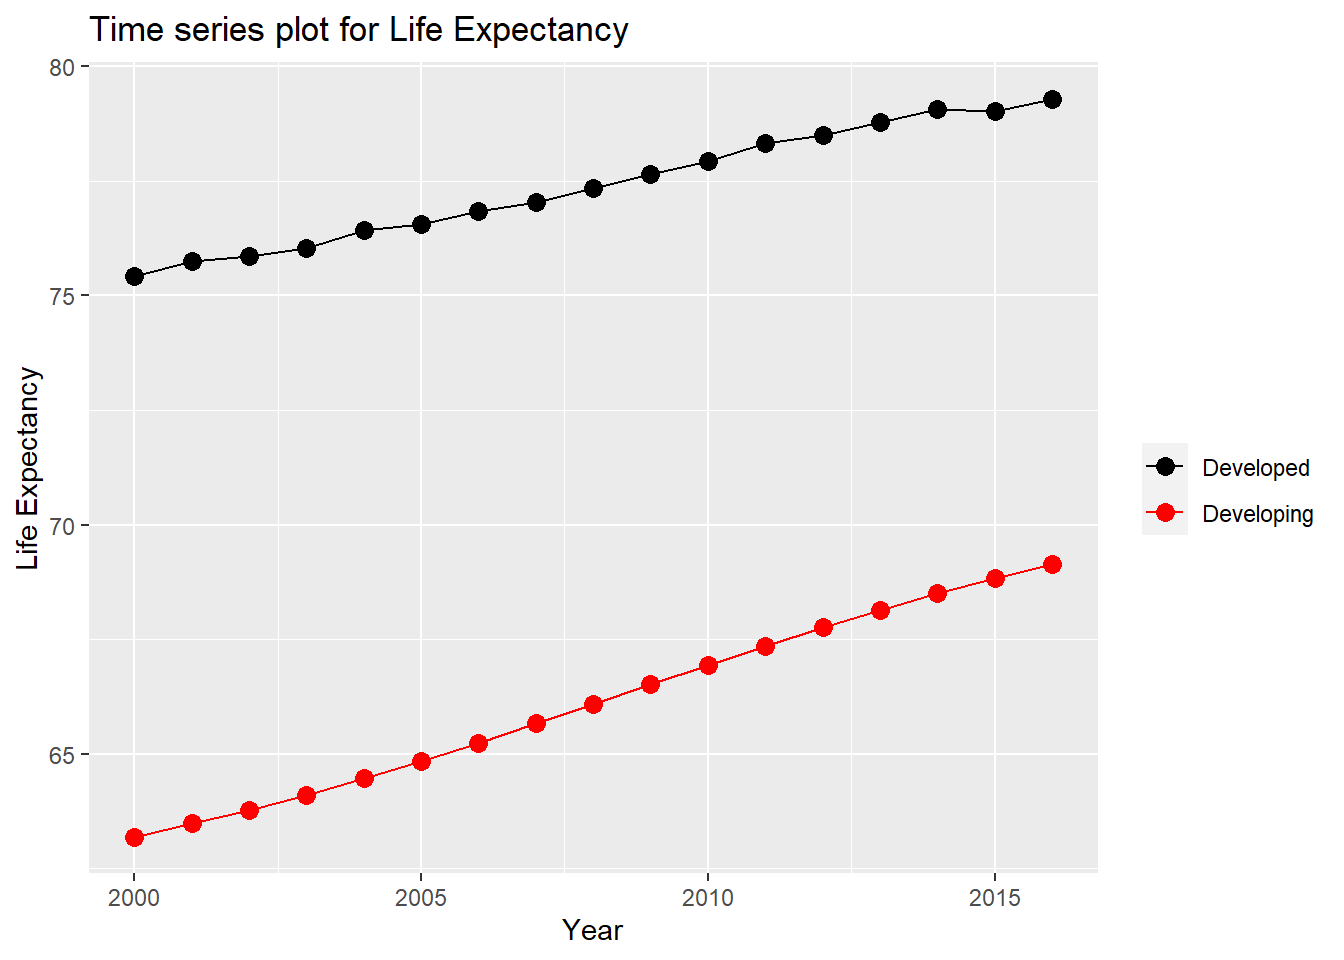 Time series plot for Life Expectancy
80
75
70
65
Life Expectancy
2000 2005 2010 2015
Year
Developed
Developing